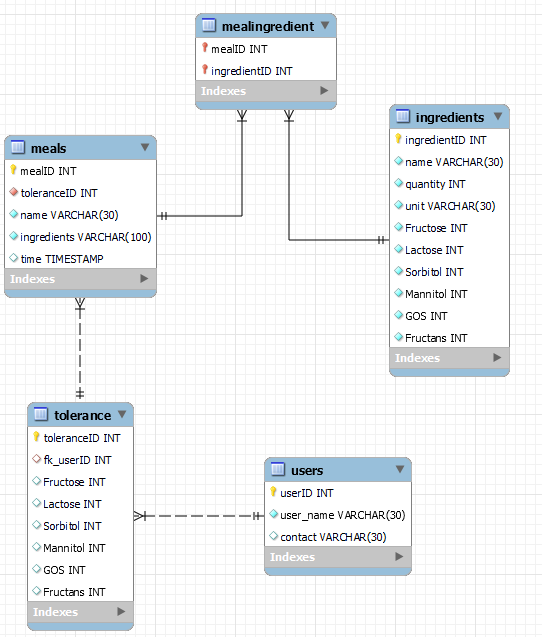 mealingredient
mealID INT
ingredientID INT
Indexes
ingredients
ingredientID INT
name VARCHAR(30)
quantity INT
unit VARCHAR(30)
Fructose INT
Lactose INT
Sorbitol INT
Mannitol INT
GOS INT
Fructans INT
Indexes
meals
mealID INT
toleranceID INT
name VARCHAR(30)
ingredients VARCHAR(100)
time TIMESTAMP
Indexes
tolerance
toleranceID INT
fk_userID INT
Fructose INT
Lactose INT
Sorbitol INT
Mannitol INT
GOS INT
Fructans INT
Indexes
users
userID INT
user_name VARCHAR(30)
contact VARCHAR(30)
Indexes